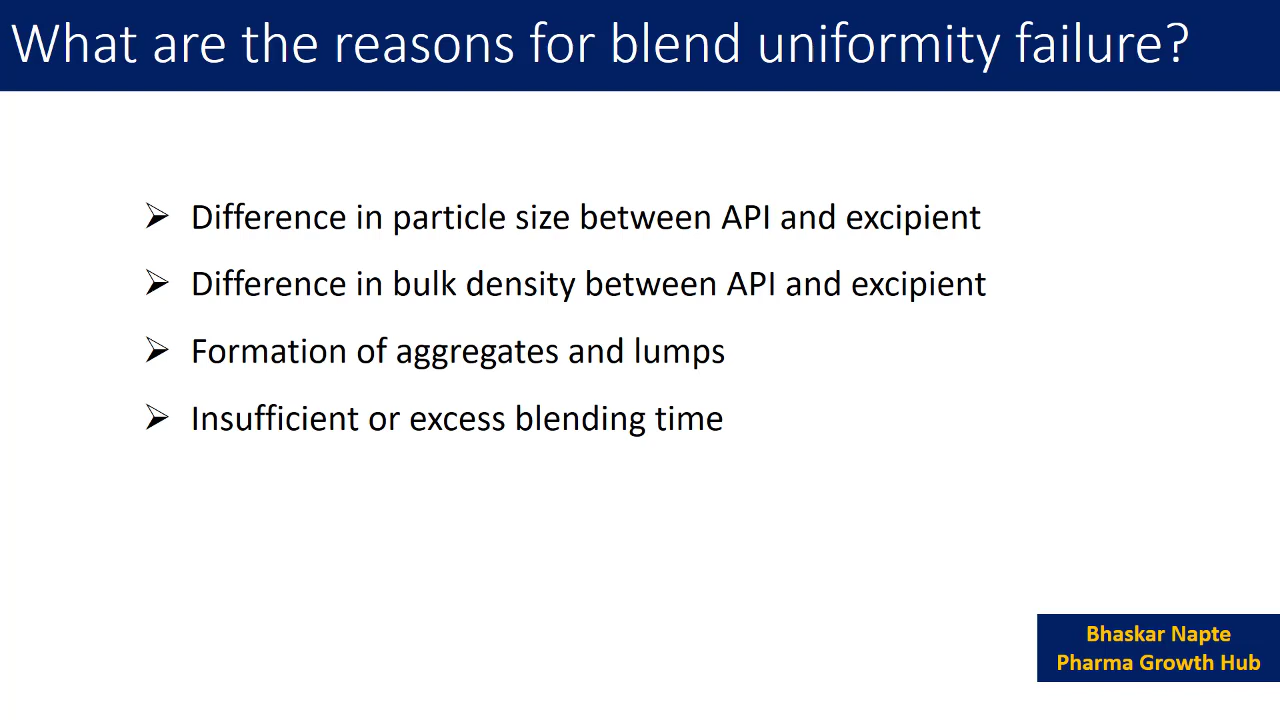 What are the reasons for blend uniformity failure?
➢ Difference in particle size between API and excipient
➢ Difference in bulk density between API and excipient
➢ Formation of aggregates and lumps
➢ Insufficient or excess blending time
Bhaskar Napte
Pharma Growth Hub